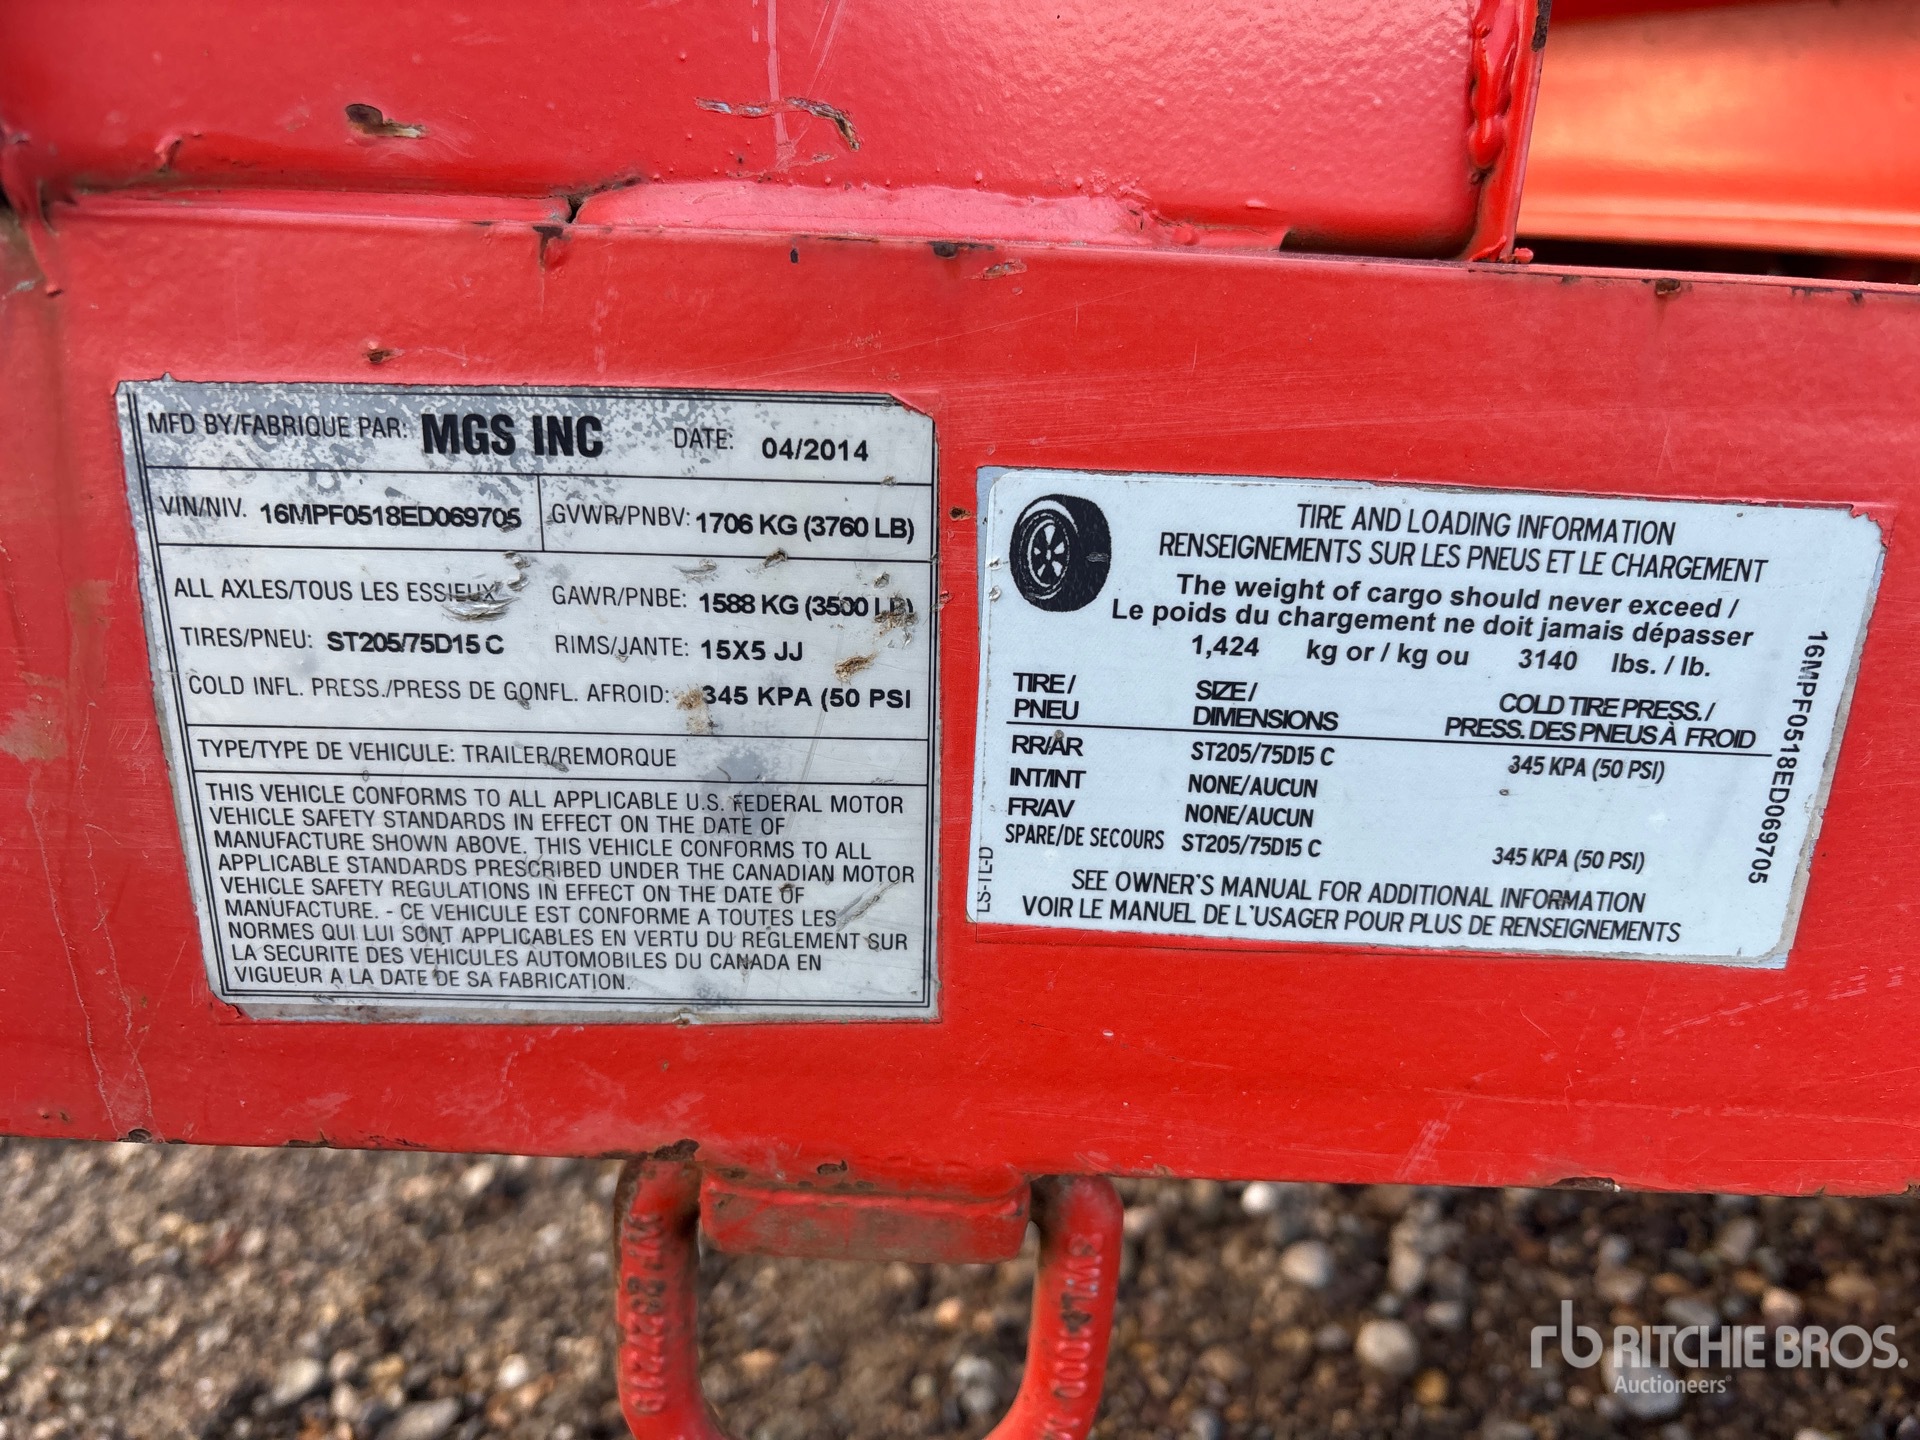 MFD BY/FABRIQUE PAR: MGS INC DATE: 04/2014
VIN/NIV. 16MPF0518ED069705 GVWR/PNBV: 1706 KG (3760 LB)
ALL AXLES/TOUS LES ESSIEUX GAWR/PNBE: 1588 KG (3500 LB)
TIRES/PNEU: ST205/75D15 C RIMS/JANTE: 15X5 JJ
COLD INFL. PRESS./PRESS DE GONFL. AFROID: 345 KPA (50 PSI
TYPE/TYPE DE VEHICULE: TRAILER/REMORQUE
THIS VEHICLE CONFORMS TO ALL APPLICABLE U.S. FEDERAL MOTOR
VEHICLE SAFETY STANDARDS IN EFFECT ON THE DATE OF
MANUFACTURE SHOWN ABOVE. THIS VEHICLE CONFORMS TO ALL
APPLICABLE STANDARDS PRESCRIBED UNDER THE CANADIAN MOTOR
VEHICLE SAFETY REGULATIONS IN EFFECT ON THE DATE OF
MANUFACTURE. - CE VEHICULE EST CONFORME A TOUTES LES
NORMES QUI LUI SONT APPLICABLES EN VERTU DU REGLEMENT SUR
LA SECURITE DES VEHICULES AUTOMOBILES DU CANADA EN
VIGUEUR A LA DATE DE SA FABRICATION.
TIRE AND LOADING INFORMATION
RENSEIGNEMENTS SUR LES PNEUS ET LE CHARGEMENT
The weight of cargo should never exceed /
Le poids du chargement ne doit jamais dépasser
1,424 kg or / kg ou 3140 lbs. / lb.
TIRE / PNEU SIZE / DIMENSIONS COLD TIRE PRESS. / PRESS. DES PNEUS À FROID
RR/AR ST205/75D15 C 345 KPA (50 PSI)
INT/INT NONE/AUCUN
FR/AV NONE/AUCUN
SPARE/DE SECOURS ST205/75D15 C 345 KPA (50 PSI)
SEE OWNER'S MANUAL FOR ADDITIONAL INFORMATION
VOIR LE MANUEL DE L'USAGER POUR PLUS DE RENSEIGNEMENTS
LS-TL-D
16MPF0518ED069705
rb RITCHIE BROS.
Auctioneers